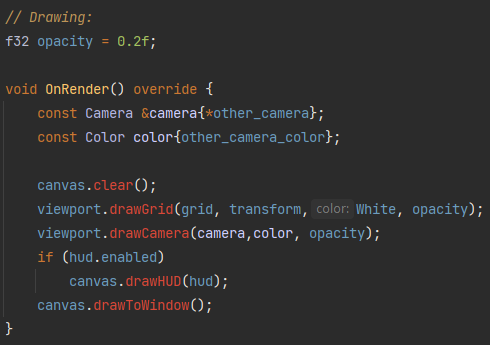 // Drawing:
f32 opacity = 0.2f;

void OnRender() override {
    const Camera &camera{*other_camera};
    const Color color{other_camera_color};

    canvas.clear();
    viewport.drawGrid(grid, transform, color: White, opacity);
    viewport.drawCamera(camera,color, opacity);
    if (hud.enabled)
        canvas.drawHUD(hud);
    canvas.drawToWindow();
}